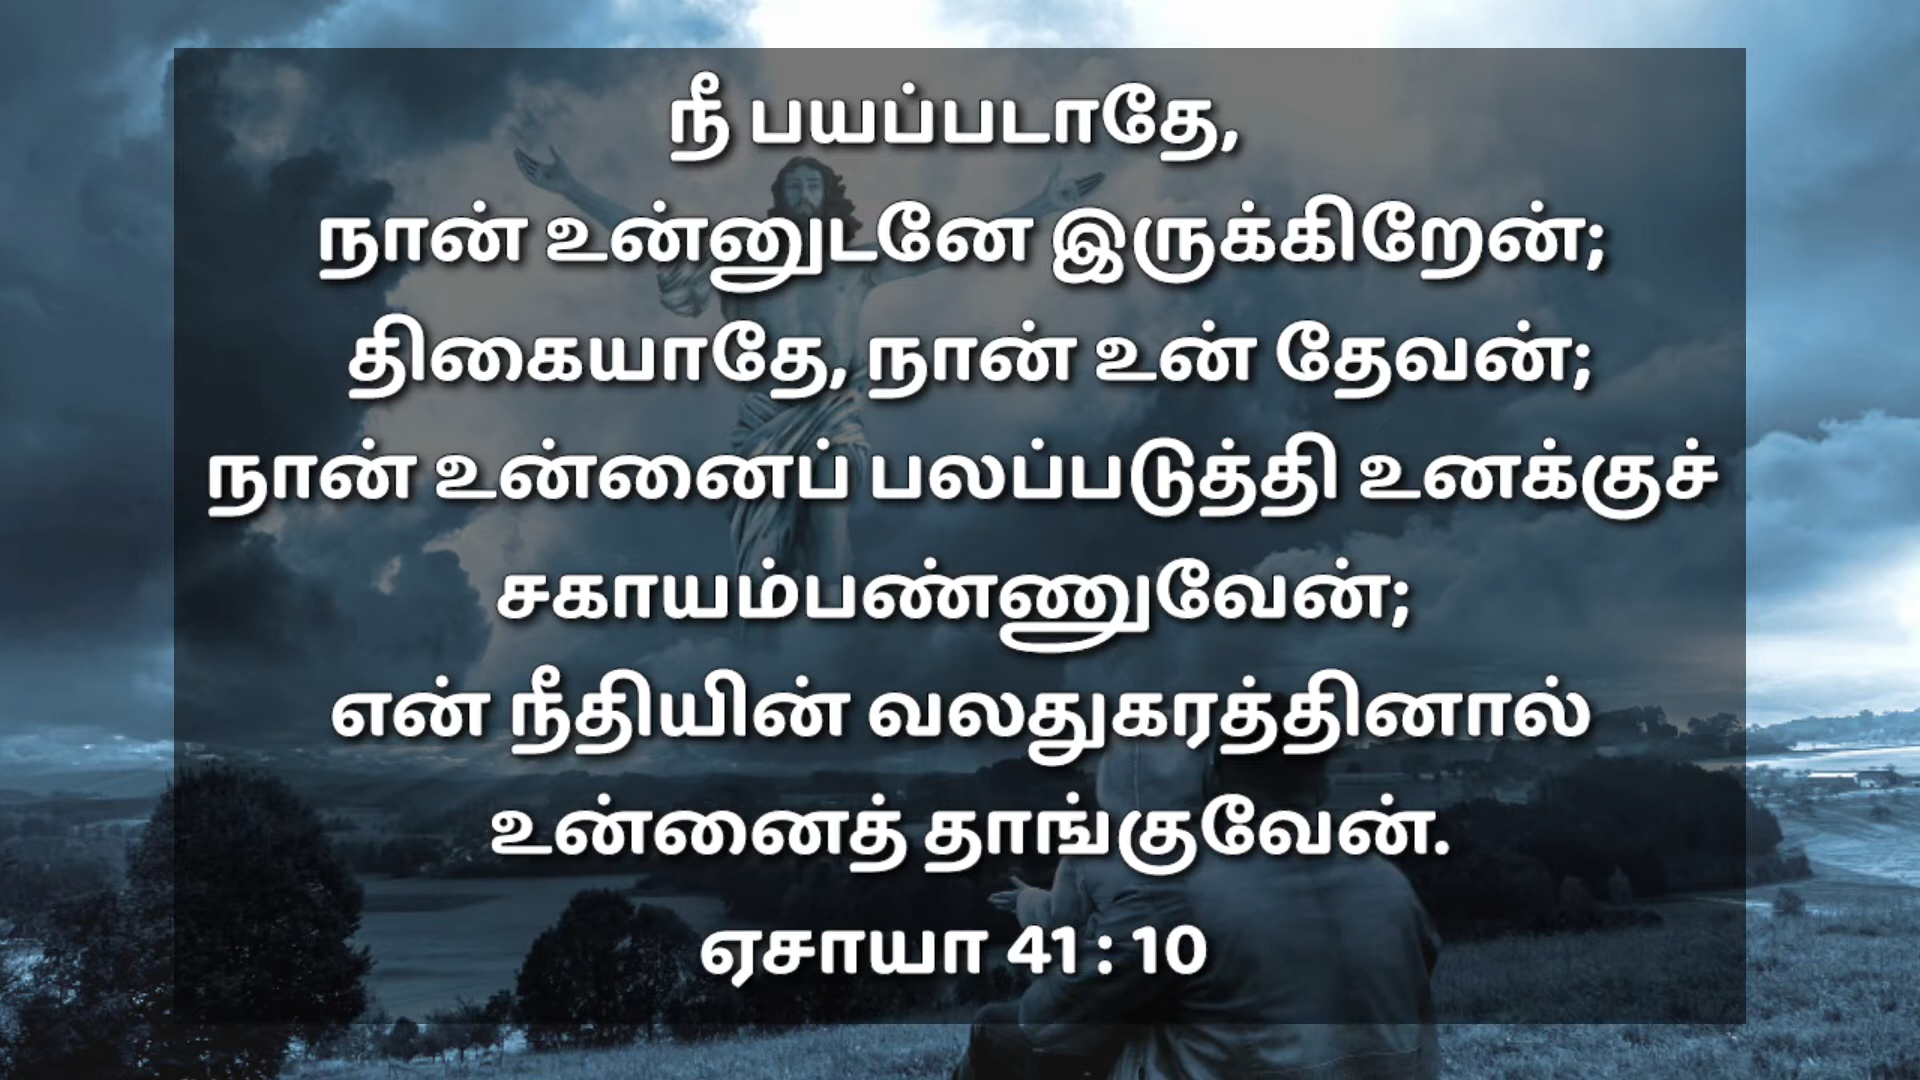 நீ பயப்படாதே,
நான் உன்னுடனே இருக்கிறேன்;
திகையாதே, நான் உன் தேவன்;
நான் உன்னைப் பலப்படுத்தி உனக்குச்
சகாயம்பண்ணுவேன்;
என் நீதியின் வலதுகரத்தினால்
உன்னைத் தாங்குவேன்.
ஏசாயா 41 : 10